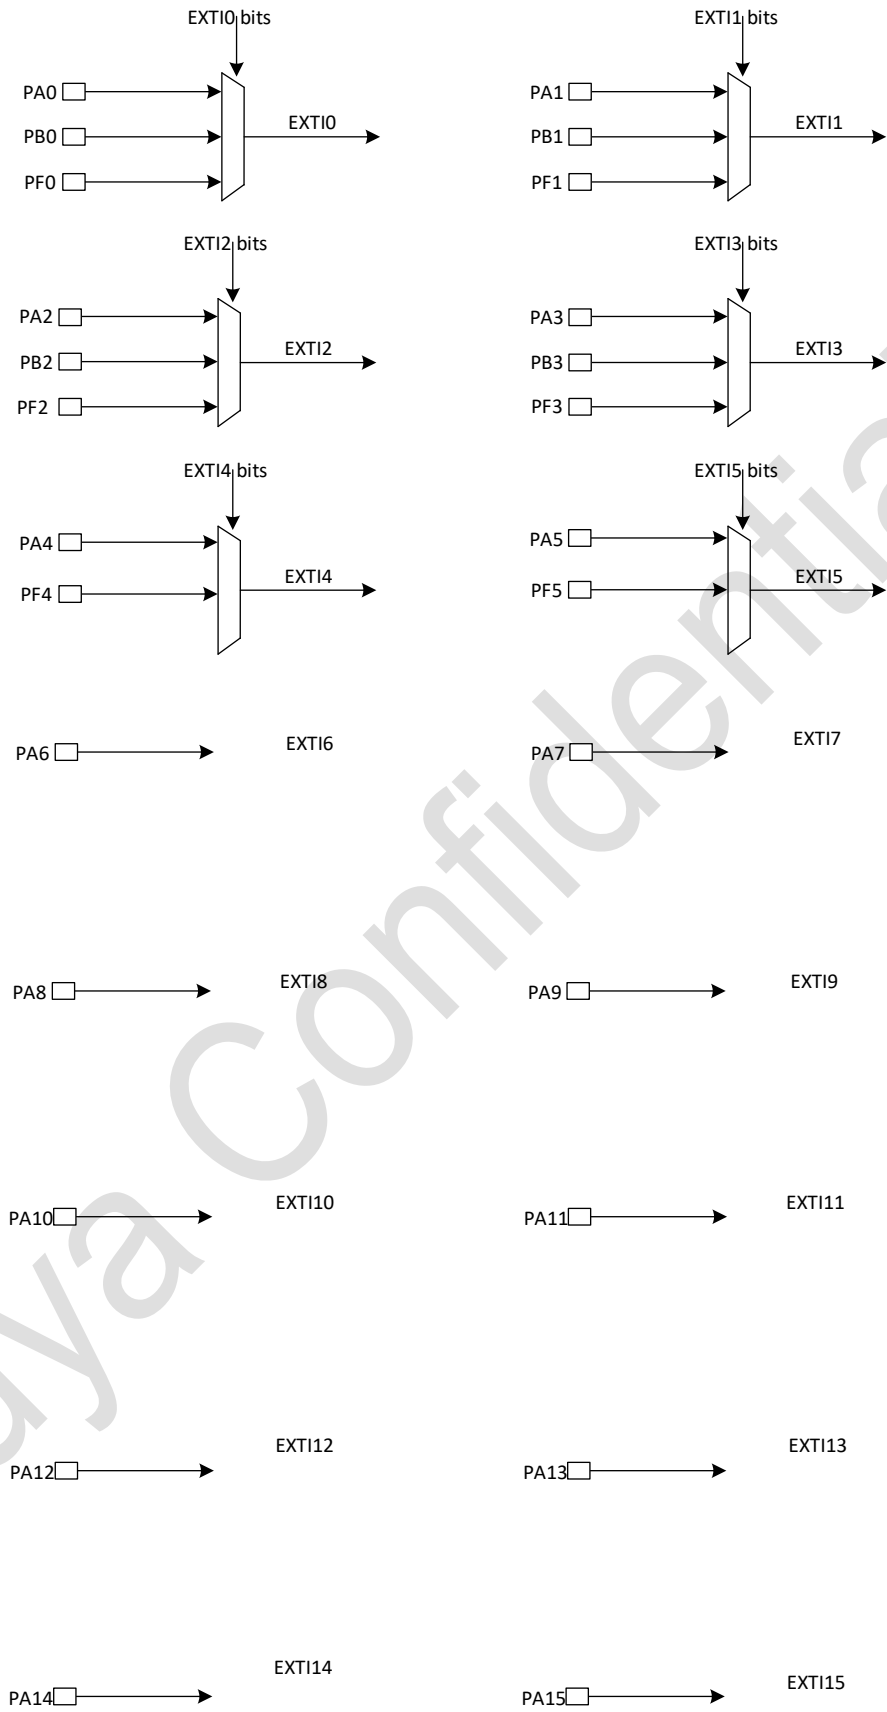 EXTI0 bits
PA0
PB0
PF0
EXTI0
EXTI1 bits
PA1
PB1
PF1
EXTI1
EXTI2 bits
PA2
PB2
PF2
EXTI2
EXTI3 bits
PA3
PB3
PF3
EXTI3
EXTI4 bits
PA4
PF4
EXTI4
EXTI5 bits
PA5
PF5
EXTI5
PA6
EXTI6
PA7
EXTI7
PA8
EXTI8
PA9
EXTI9
PA10
EXTI10
PA11
EXTI11
PA12
EXTI12
PA13
EXTI13
PA14
EXTI14
PA15
EXTI15
Confidential